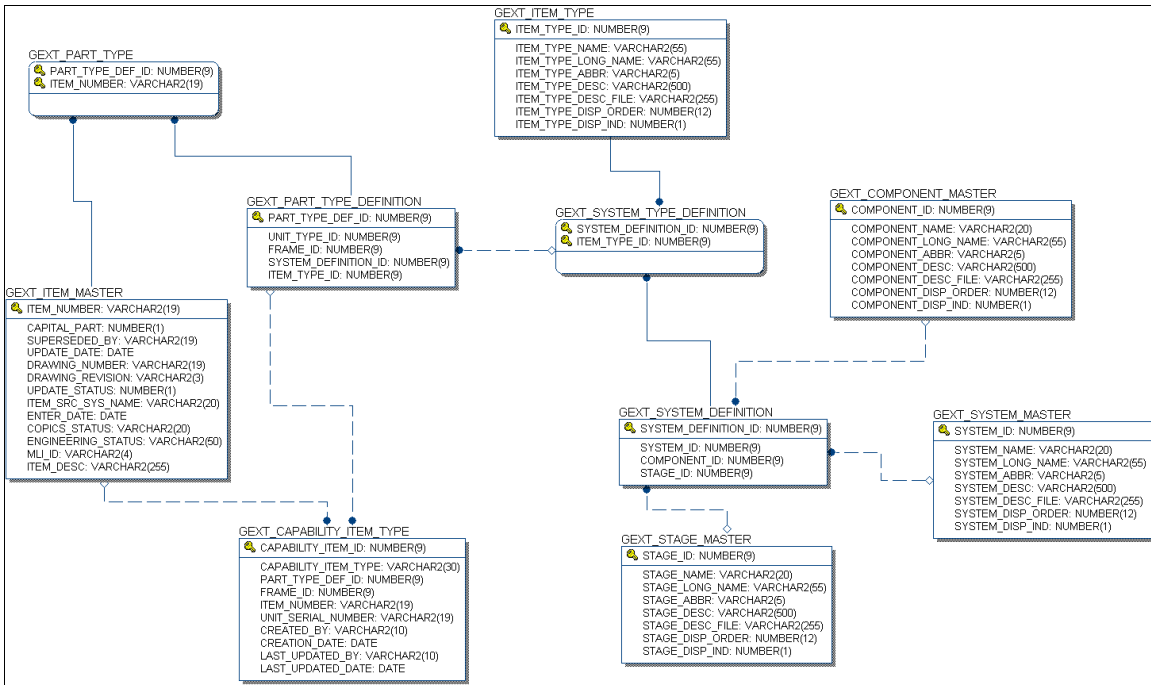 GEXT_ITEM_TYPE
ITEM_TYPE_ID: NUMBER(9)
ITEM_TYPE_NAME: VARCHAR2(55)
ITEM_TYPE_LONG_NAME: VARCHAR2(55)
ITEM_TYPE_ABBR: VARCHAR2(5)
ITEM_TYPE_DESC: VARCHAR2(500)
ITEM_TYPE_DESC_FILE: VARCHAR2(255)
ITEM_TYPE_DISP_ORDER: NUMBER(12)
ITEM_TYPE_DISP_IND: NUMBER(1)
GEXT_PART_TYPE
PART_TYPE_DEF_ID: NUMBER(9)
ITEM_NUMBER: VARCHAR2(19)
GEXT_PART_TYPE_DEFINITION
PART_TYPE_DEF_ID: NUMBER(9)
UNIT_TYPE_ID: NUMBER(9)
FRAME_ID: NUMBER(9)
SYSTEM_DEFINITION_ID: NUMBER(9)
ITEM_TYPE_ID: NUMBER(9)
GEXT_SYSTEM_TYPE_DEFINITION
SYSTEM_DEFINITION_ID: NUMBER(9)
ITEM_TYPE_ID: NUMBER(9)
GEXT_COMPONENT_MASTER
COMPONENT_ID: NUMBER(9)
COMPONENT_NAME: VARCHAR2(20)
COMPONENT_LONG_NAME: VARCHAR2(55)
COMPONENT_ABBR: VARCHAR2(5)
COMPONENT_DESC: VARCHAR2(500)
COMPONENT_DESC_FILE: VARCHAR2(255)
COMPONENT_DISP_ORDER: NUMBER(12)
COMPONENT_DISP_IND: NUMBER(1)
GEXT_ITEM_MASTER
ITEM_NUMBER: VARCHAR2(19)
CAPITAL_PART: NUMBER(1)
SUPERSEDED_BY: VARCHAR2(19)
UPDATE_DATE: DATE
DRAWING_NUMBER: VARCHAR2(19)
DRAWING_REVISION: VARCHAR2(3)
UPDATE_STATUS: NUMBER(1)
ITEM_SRC_SYS_NAME: VARCHAR2(20)
ENTER_DATE: DATE
COPICS_STATUS: VARCHAR2(20)
ENGINEERING_STATUS: VARCHAR2(50)
MLI_ID: VARCHAR2(4)
ITEM_DESC: VARCHAR2(255)
GEXT_SYSTEM_DEFINITION
SYSTEM_DEFINITION_ID: NUMBER(9)
SYSTEM_ID: NUMBER(9)
COMPONENT_ID: NUMBER(9)
STAGE_ID: NUMBER(9)
GEXT_SYSTEM_MASTER
SYSTEM_ID: NUMBER(9)
SYSTEM_NAME: VARCHAR2(20)
SYSTEM_LONG_NAME: VARCHAR2(55)
SYSTEM_ABBR: VARCHAR2(5)
SYSTEM_DESC: VARCHAR2(500)
SYSTEM_DESC_FILE: VARCHAR2(255)
SYSTEM_DISP_ORDER: NUMBER(12)
SYSTEM_DISP_IND: NUMBER(1)
GEXT_CAPABILITY_ITEM_TYPE
CAPABILITY_ITEM_ID: NUMBER(9)
CAPABILITY_ITEM_TYPE: VARCHAR2(30)
PART_TYPE_DEF_ID: NUMBER(9)
FRAME_ID: NUMBER(9)
ITEM_NUMBER: VARCHAR2(19)
UNIT_SERIAL_NUMBER: VARCHAR2(19)
CREATED_BY: VARCHAR2(10)
CREATION_DATE: DATE
LAST_UPDATED_BY: VARCHAR2(10)
LAST_UPDATED_DATE: DATE
GEXT_STAGE_MASTER
STAGE_ID: NUMBER(9)
STAGE_NAME: VARCHAR2(20)
STAGE_LONG_NAME: VARCHAR2(55)
STAGE_ABBR: VARCHAR2(5)
STAGE_DESC: VARCHAR2(500)
STAGE_DESC_FILE: VARCHAR2(255)
STAGE_DISP_ORDER: NUMBER(12)
STAGE_DISP_IND: NUMBER(1)